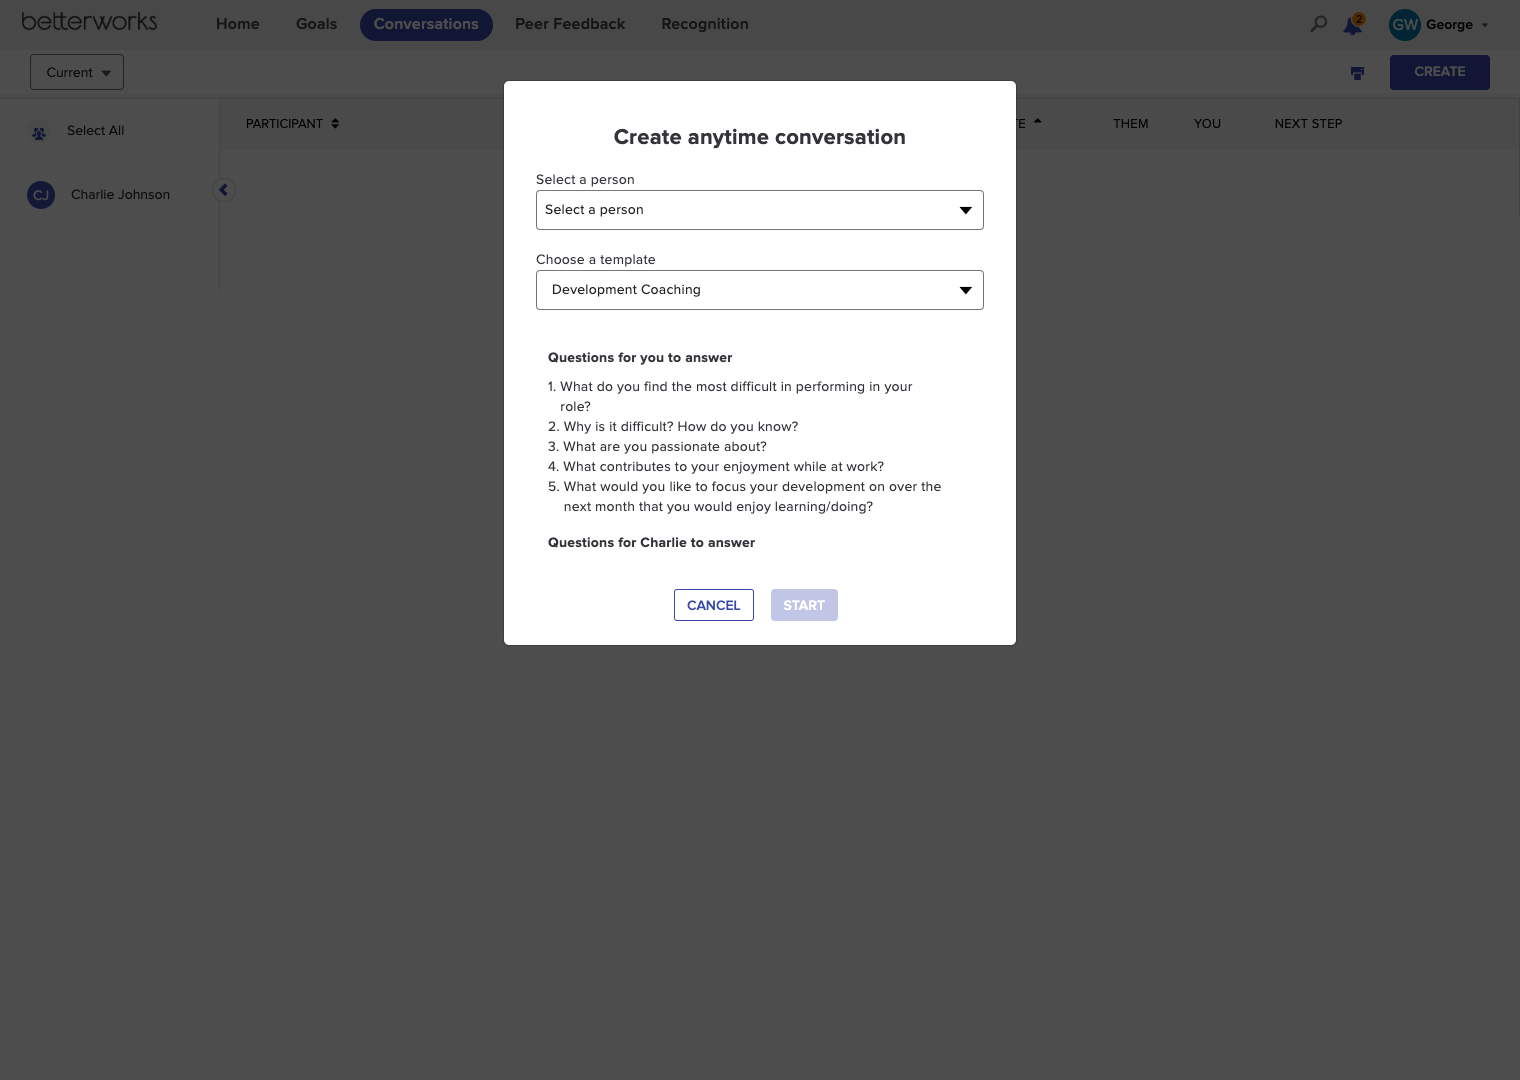 betterworks
Home
Goals
Conversations
Peer Feedback
Recognition
2
GW
George
Current
CREATE
Select All
CJ
Charlie Johnson
PARTICIPANT
THEM
YOU
NEXT STEP
Create anytime conversation
Select a person
Select a person
Choose a template
Development Coaching
Questions for you to answer
1. What do you find the most difficult in performing in your
role?
2. Why is it difficult? How do you know?
3. What are you passionate about?
4. What contributes to your enjoyment while at work?
5. What would you like to focus your development on over the
next month that you would enjoy learning/doing?
Questions for Charlie to answer
CANCEL
START